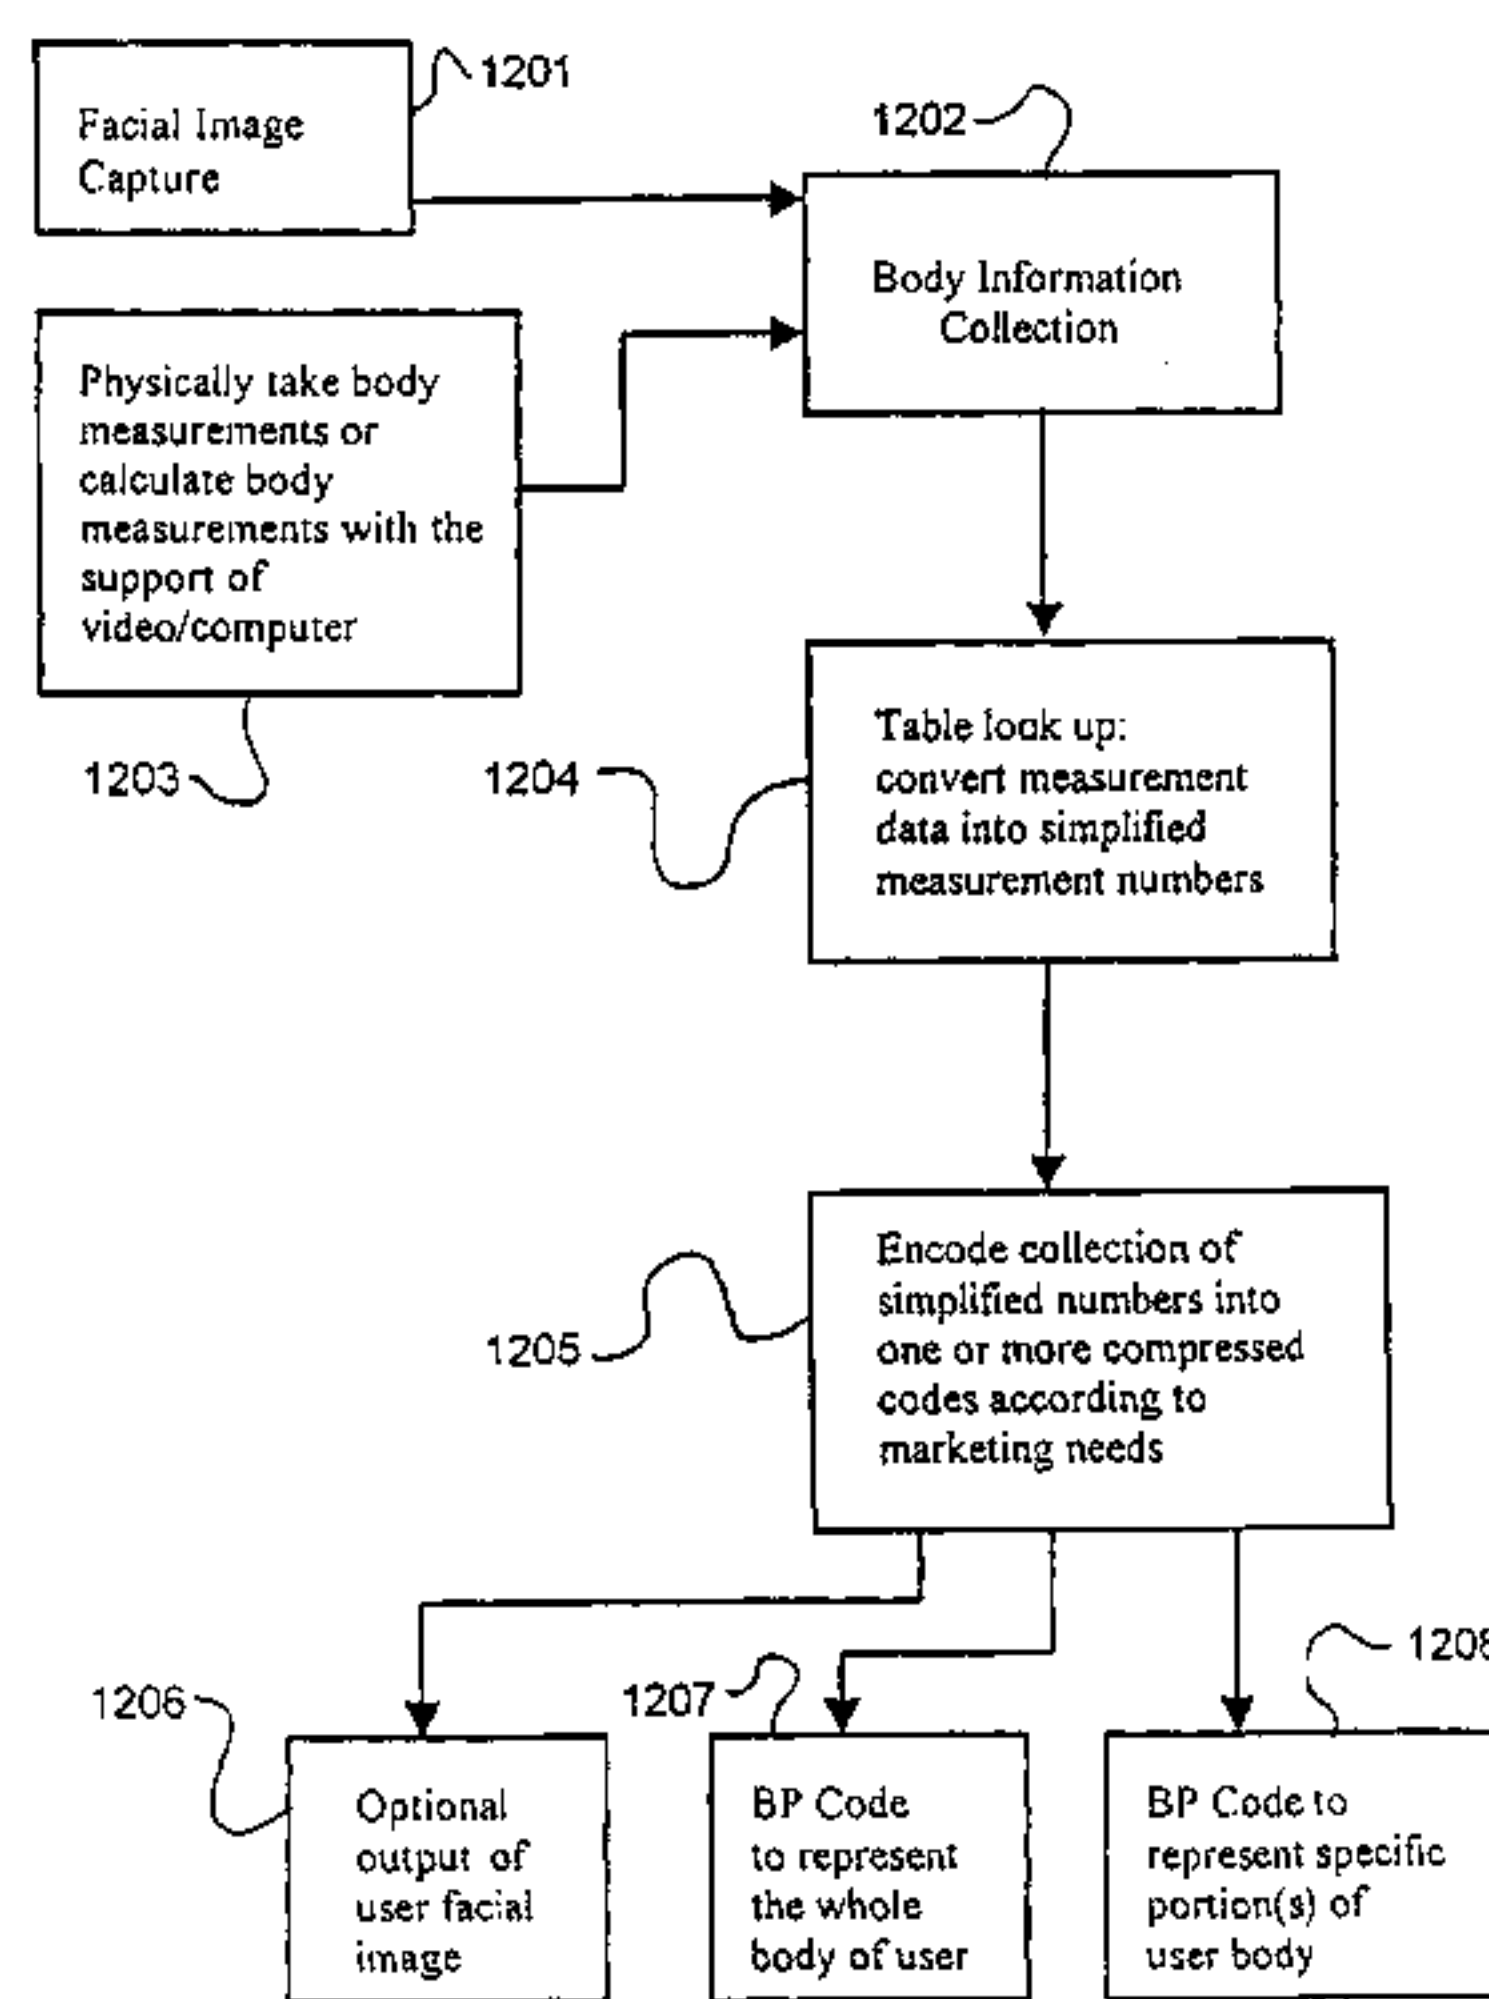 1201
Facial Image
Capture
1202
Body Information
Collection
Physically take body
measurements or
calculate body
measurements with the
support of
video/computer
1203
1204
Table look up:
convert measurement
data into simplified
measurement numbers
Encode collection of
simplified numbers into
one or more compressed
codes according to
marketing needs
1205
1206
1207
1208
Optional
output of
user facial
image
BP Code
to represent
the whole
body of user
BP Code to
represent specific
portion(s) of
user body